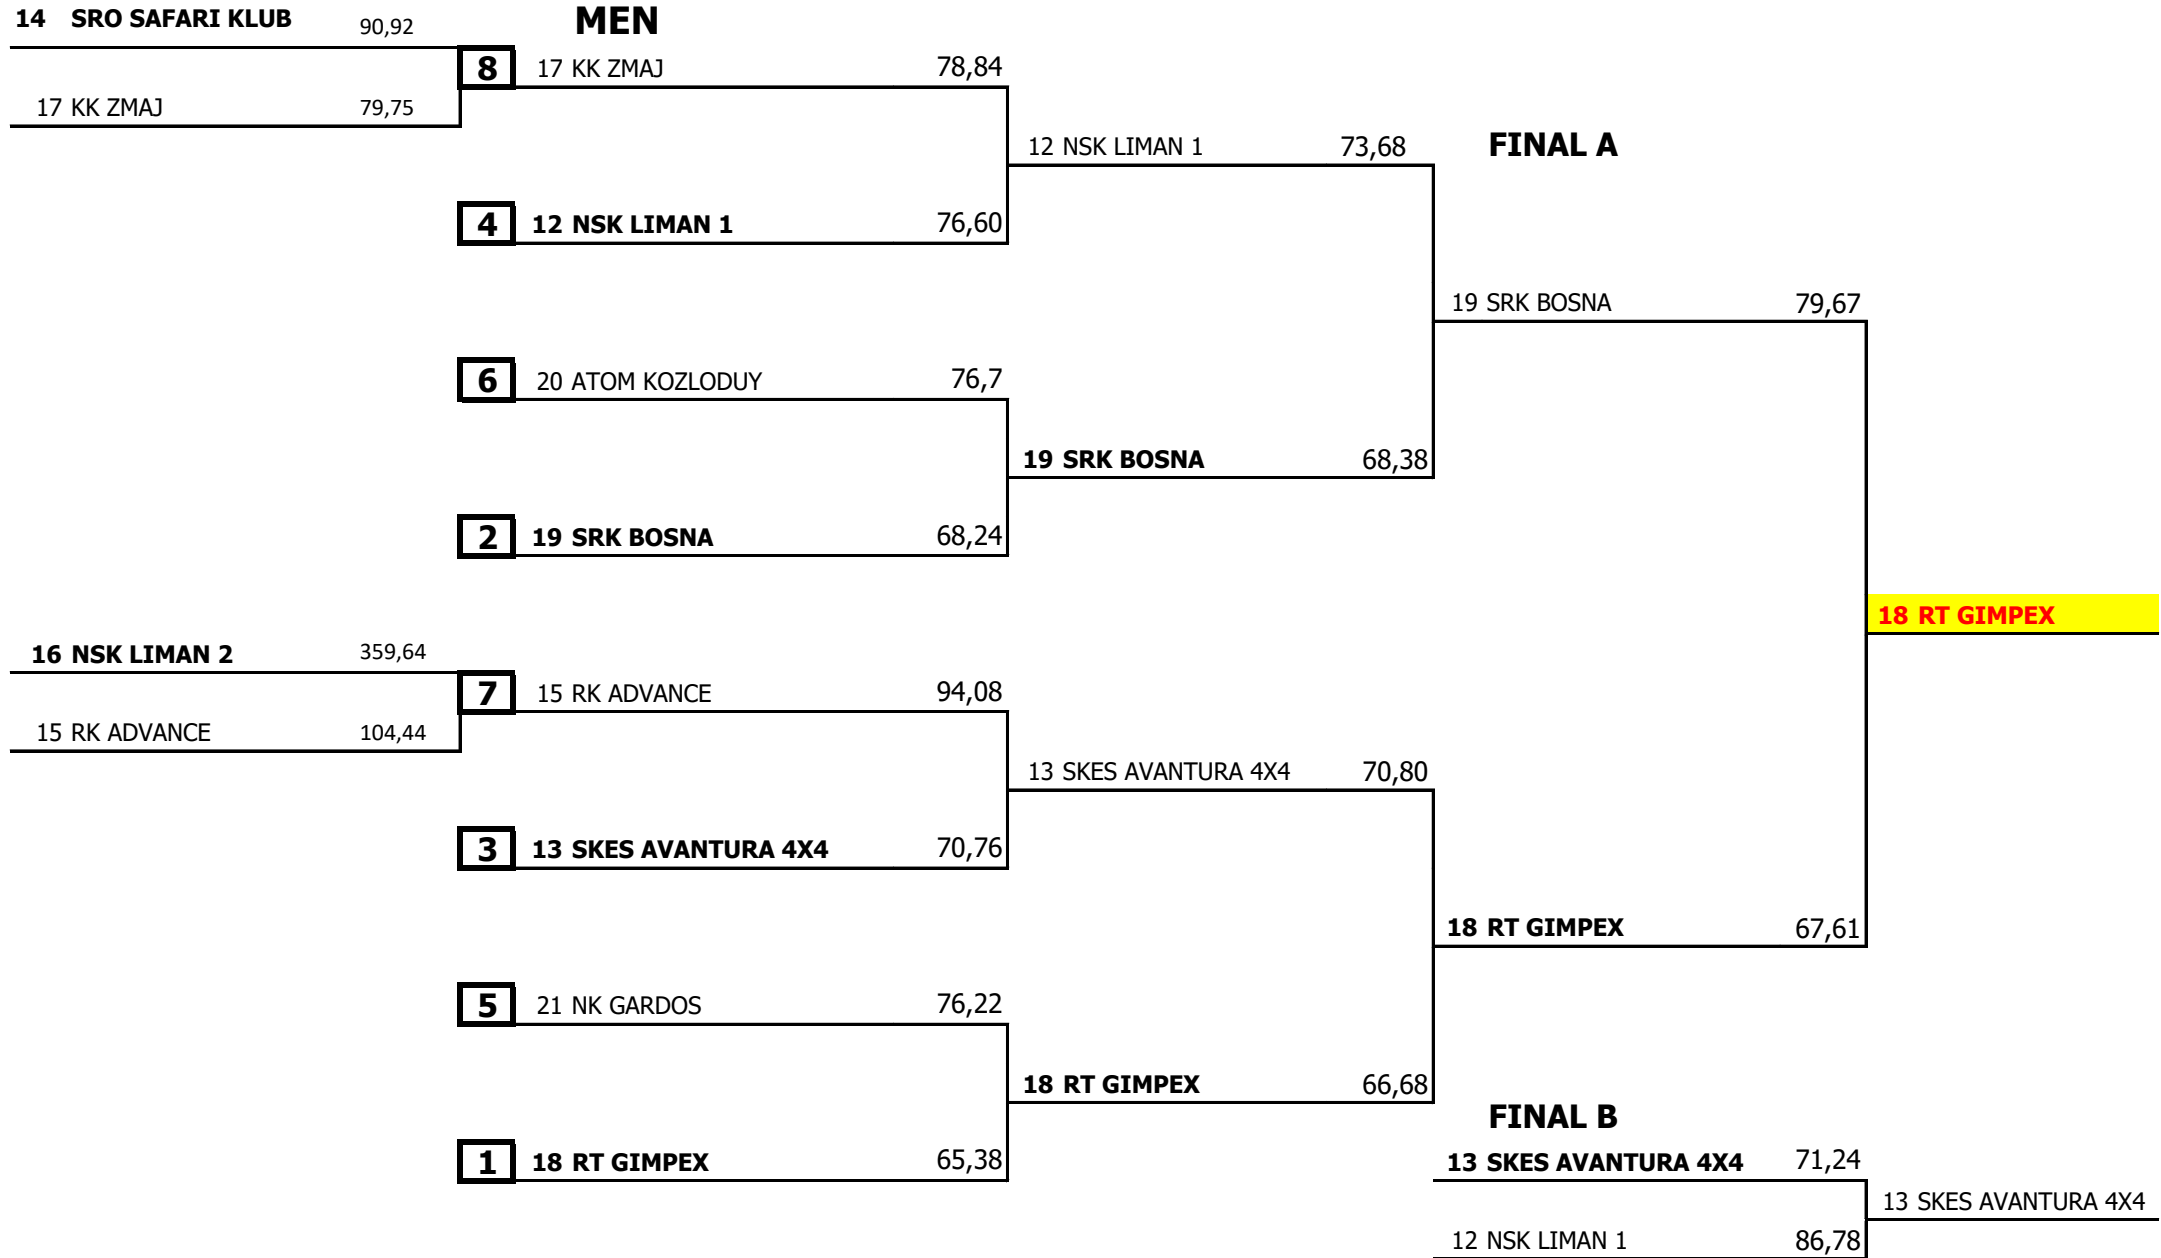 14 SRO SAFARI KLUB 90,92 MEN
8 17 KK ZMAJ 78,84
17 KK ZMAJ 79,75
12 NSK LIMAN 1 73,68 FINAL A
4 12 NSK LIMAN 1 76,60
19 SRK BOSNA 79,67
6 20 ATOM KOZLODUY 76,7
19 SRK BOSNA 68,38
2 19 SRK BOSNA 68,24
18 RT GIMPEX
16 NSK LIMAN 2 359,64
7 15 RK ADVANCE 94,08
15 RK ADVANCE 104,44
13 SKES AVANTURA 4X4 70,80
3 13 SKES AVANTURA 4X4 70,76
18 RT GIMPEX 67,61
5 21 NK GARDOS 76,22
18 RT GIMPEX 66,68
FINAL B
1 18 RT GIMPEX 65,38 13 SKES AVANTURA 4X4 71,24
13 SKES AVANTURA 4X4
12 NSK LIMAN 1 86,78